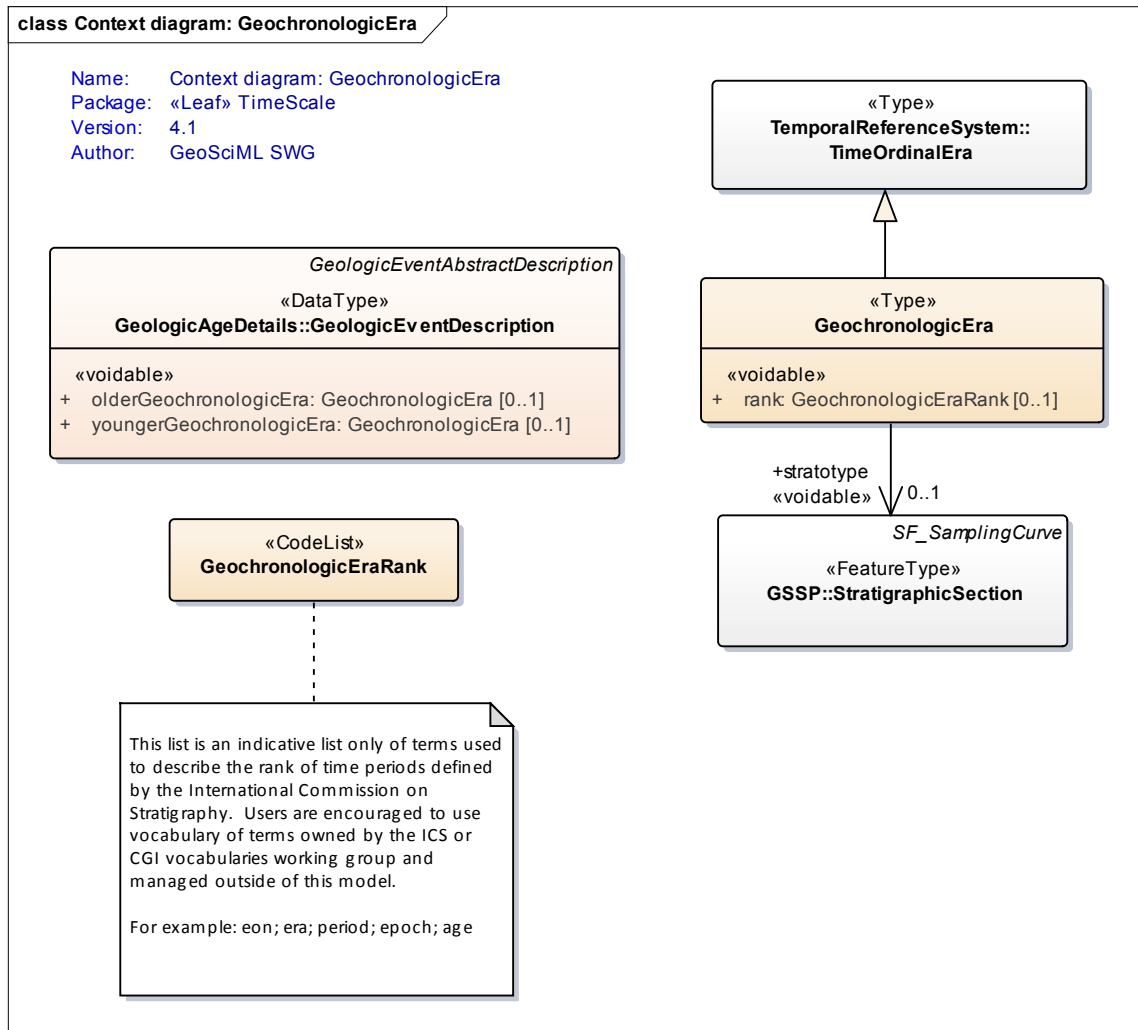 class Context diagram: GeochronologicEra
Name: Context diagram: GeochronologicEra
Package: «Leaf» TimeScale
Version: 4.1
Author: GeoSciML SWG
«Type»
TemporalReferenceSystem::
TimeOrdinalEra
GeologicEventAbstractDescription
«DataType»
GeologicAgeDetails::GeologicEventDescription
«voidable»
+ olderGeochronologicEra: GeochronologicEra [0..1]
+ youngerGeochronologicEra: GeochronologicEra [0..1]
«Type»
GeochronologicEra
«voidable»
+ rank: GeochronologicEraRank [0..1]
+stratotype
«voidable» 0..1
SF_SamplingCurve
«FeatureType»
GSSP::StratigraphicSection
«CodeList»
GeochronologicEraRank
This list is an indicative list only of terms used
to describe the rank of time periods defined
by the International Commission on
Stratigraphy. Users are encouraged to use
vocabulary of terms owned by the ICS or
CGI vocabularies working group and
managed outside of this model.
For example: eon; era; period; epoch; age